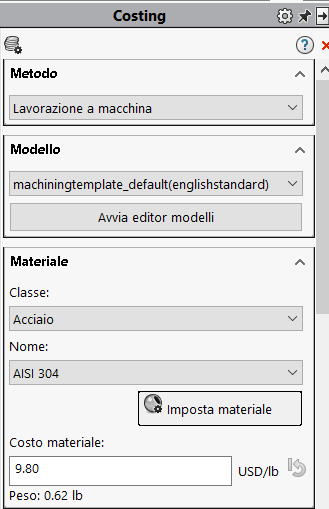 Costing
Metodo
Lavorazione a macchina
Modello
machiningtemplate_default(englishstandard)
Avvia editor modelli
Materiale
Classe:
Acciaio
Nome:
AISI 304
Imposta materiale
Costo materiale:
9.80 USD/lb
Peso: 0.62 lb